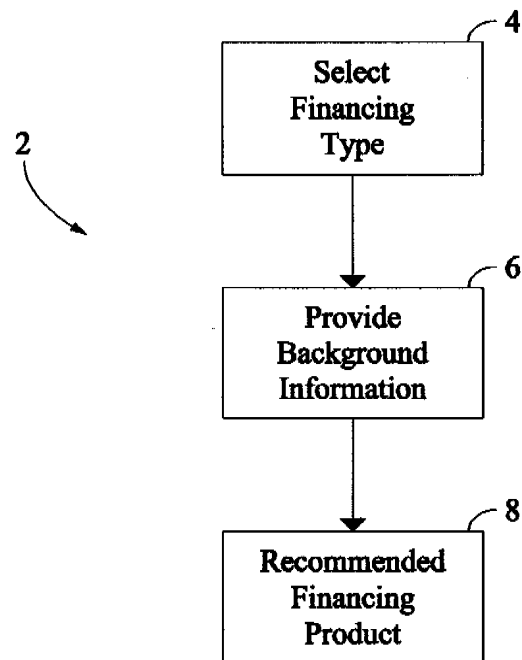 4
Select
Financing
Type
2
6
Provide
Background
Information
8
Recommended
Financing
Product